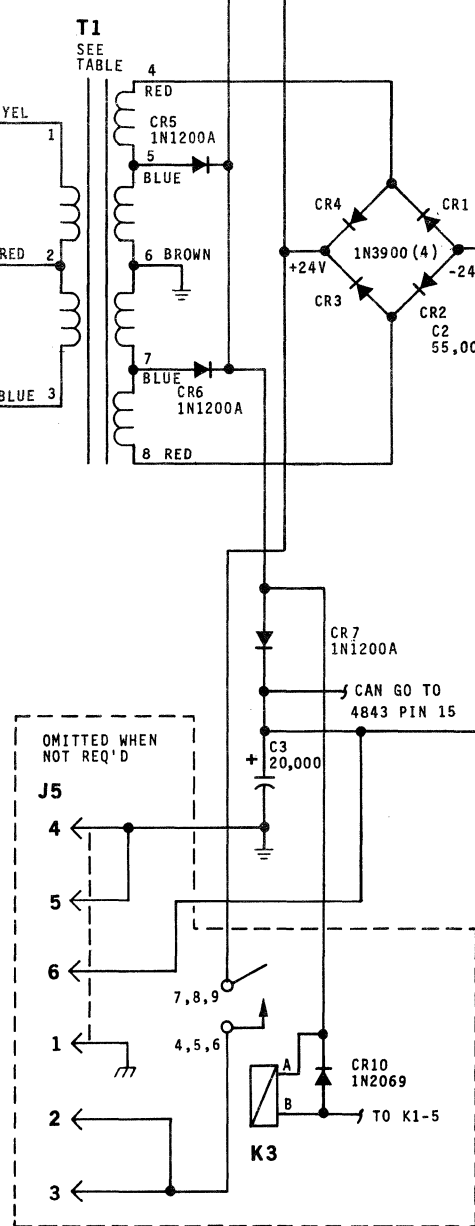 T1
SEE
TABLE
4
RED
YEL
1
CR5
1N1200A
5
BLUE
CR4
CR1
RED 2
6 BROWN
1N3900(4)
+24V
-24
CR3
CR2
C2
55,00
7
BLUE
CR6
1N1200A
BLUE 3
8 RED
CR7
1N1200A
CAN GO TO
4843 PIN 15
OMITTED WHEN
NOT REQ'D
+
C3
20,000
J5
4
5
6
7,8,9
1
4,5,6
A
CR10
1N2069
2
B
TO K1-5
K3
3